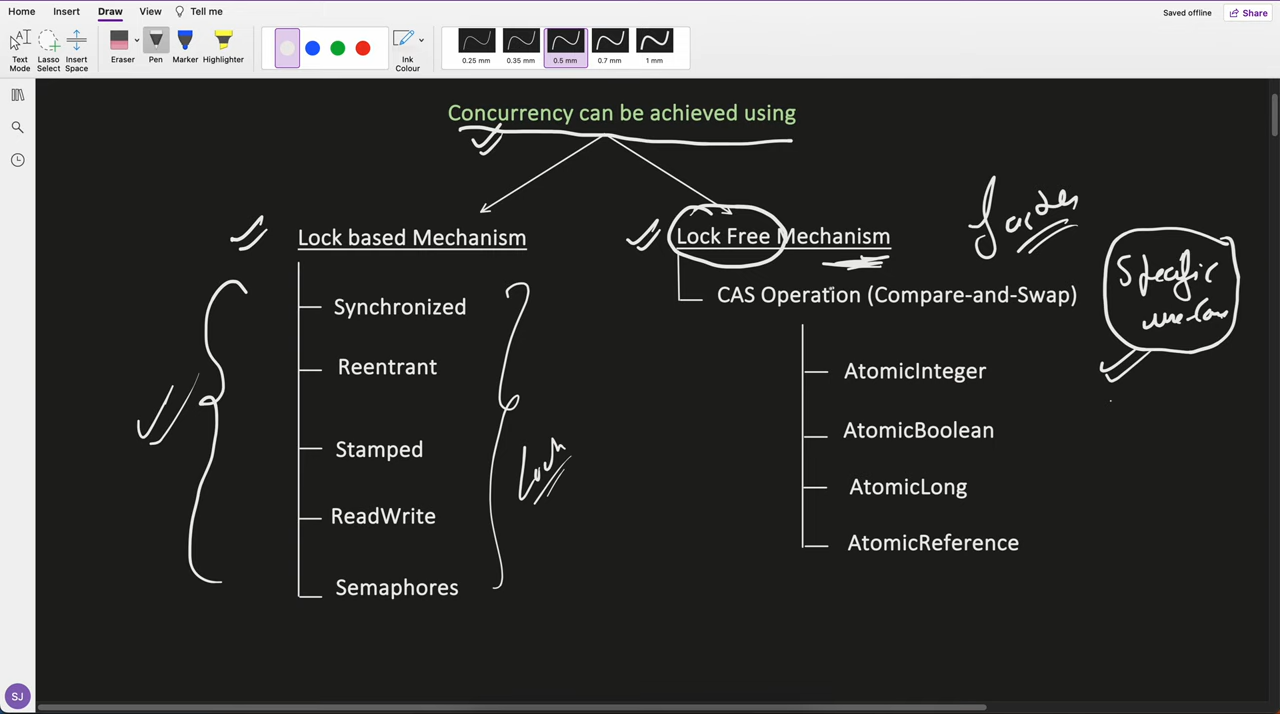 Home Insert Draw View Tell me
Saved offline Share
Text Mode
Lasso Select
Insert Space
Eraser
Pen
Marker
Highlighter
Ink Colour
0.25 mm
0.35 mm
0.5 mm
0.7 mm
1 mm
Concurrency can be achieved using
Lock based Mechanism
Synchronized
Reentrant
Stamped
ReadWrite
Semaphores
Lock
Lock Free Mechanism
faster
CAS Operation (Compare-and-Swap)
Specific
use-case
AtomicInteger
AtomicBoolean
AtomicLong
AtomicReference
SJ